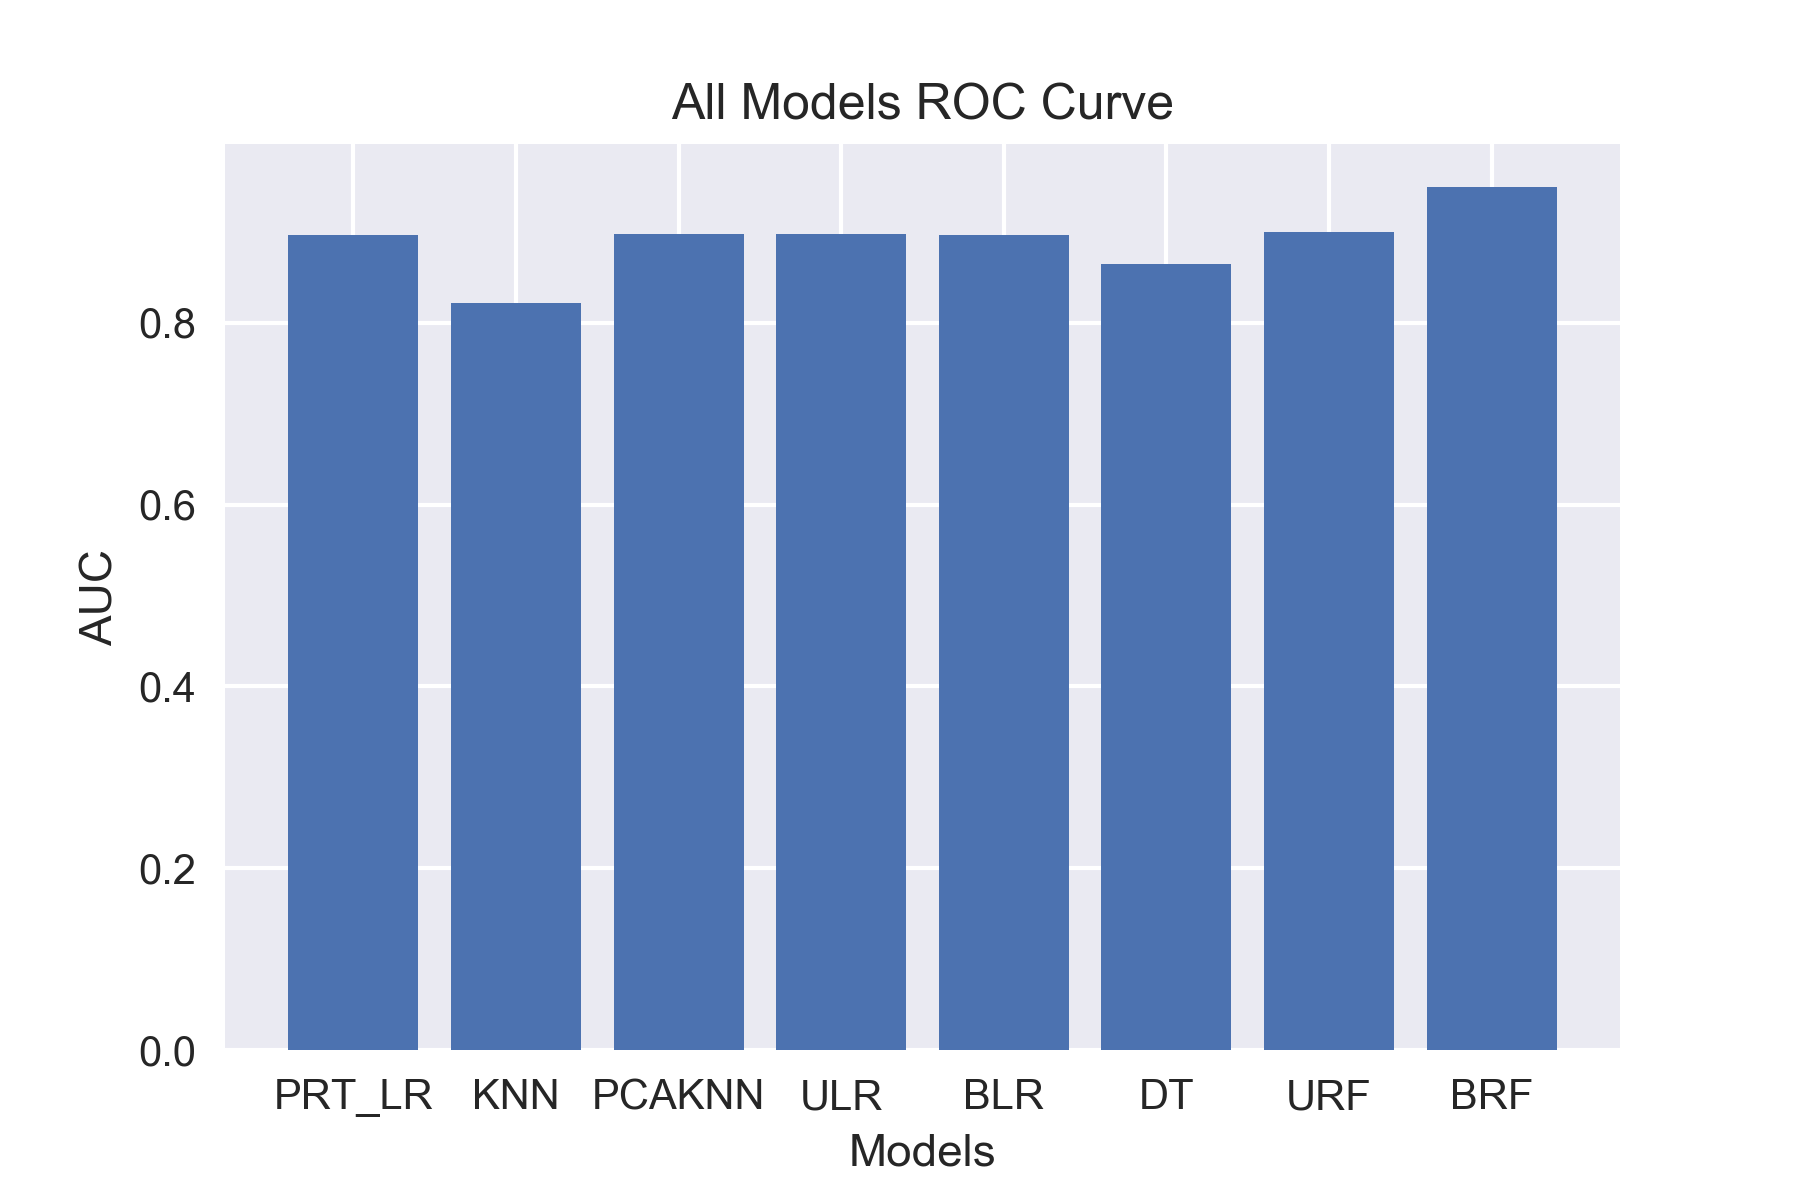 All Models ROC Curve
AUC
0.8
0.6
0.4
0.2
0.0
PRT_LR KNN PCAKNN ULR BLR DT URF BRF
Models